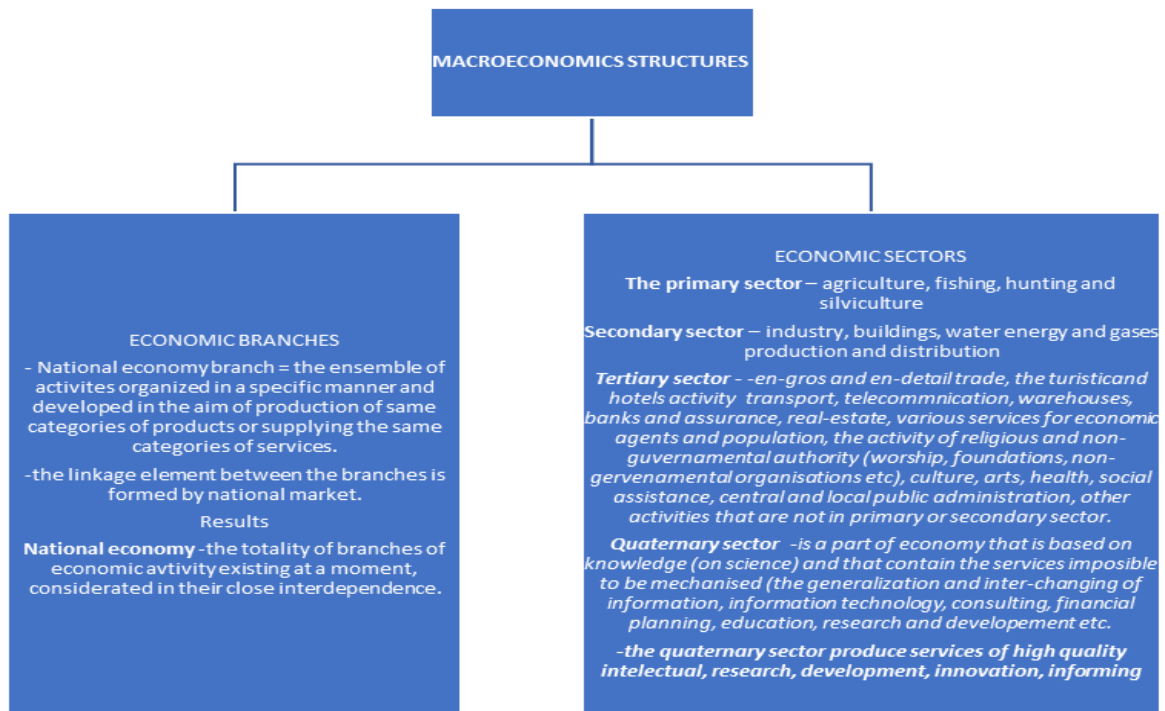 MACROECONOMICS STRUCTURES
ECONOMIC BRANCHES
- National economy branch = the ensemble of
activites organized in a specific manner and
developed in the aim of production of same
categories of products or supplying the same
categories of services.
-the linkage element between the branches is
formed by national market.
Results
National economy -the totality of branches of
economic avtivity existing at a moment,
considerated in their close interdependence.
ECONOMIC SECTORS
The primary sector – agriculture, fishing, hunting and
silviculture
Secondary sector – industry, buildings, water energy and gases
production and distribution
Tertiary sector - -en-gros and en-detail trade, the turisticand
hotels activity transport, telecommnication, warehouses,
banks and assurance, real-estate, various services for economic
agents and population, the activity of religious and non-
guvernamental authority (worship, foundations, non-
gervenamental organisations etc), culture, arts, health, social
assistance, central and local public administration, other
activities that are not in primary or secondary sector.
Quaternary sector -is a part of economy that is based on
knowledge (on science) and that contain the services imposible
to be mechanised (the generalization and inter-changing of
information, information technology, consulting, financial
planning, education, research and developement etc.
-the quaternary sector produce services of high quality
intelectual, research, development, innovation, informing